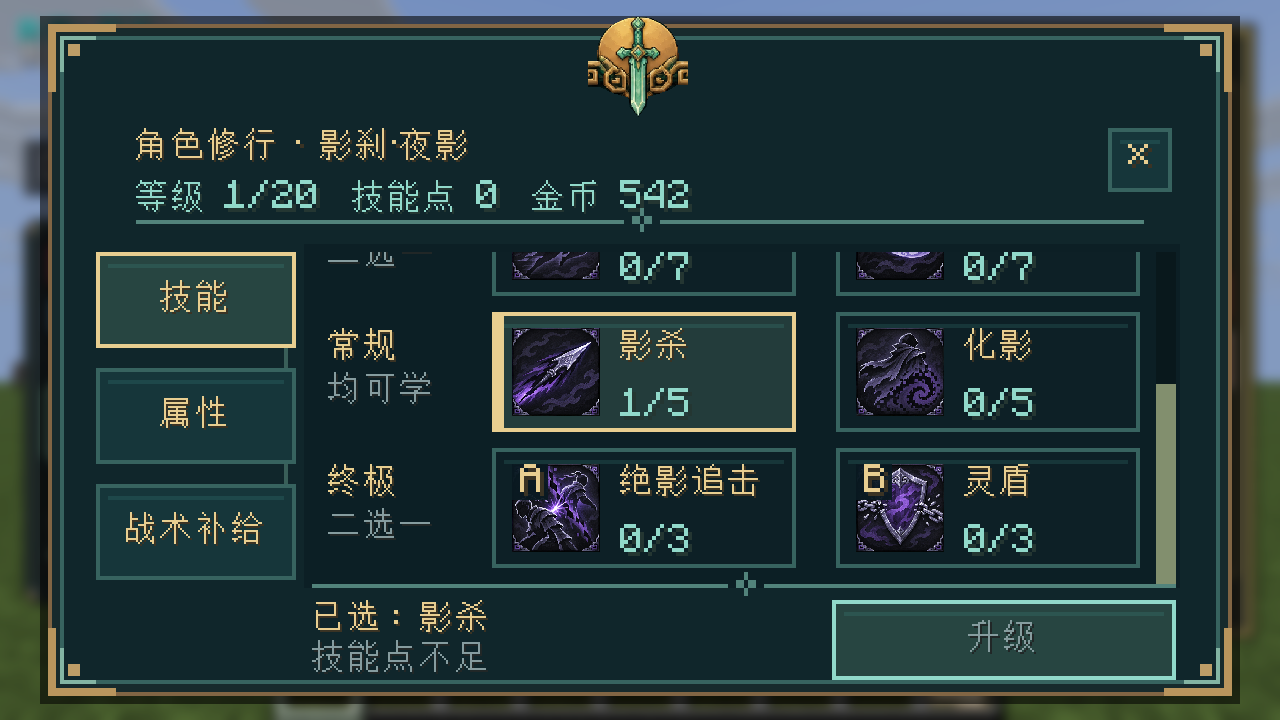 角色修行 · 影刹·夜影
×
等级 1/20 技能点 0 金币 542
技能
属性
战术补给
二选一
0/7
0/7
常规
均可学
影杀
1/5
化影
0/5
终极
二选一
A
绝影追击
0/3
B
灵盾
0/3
已选：影杀
技能点不足
升级